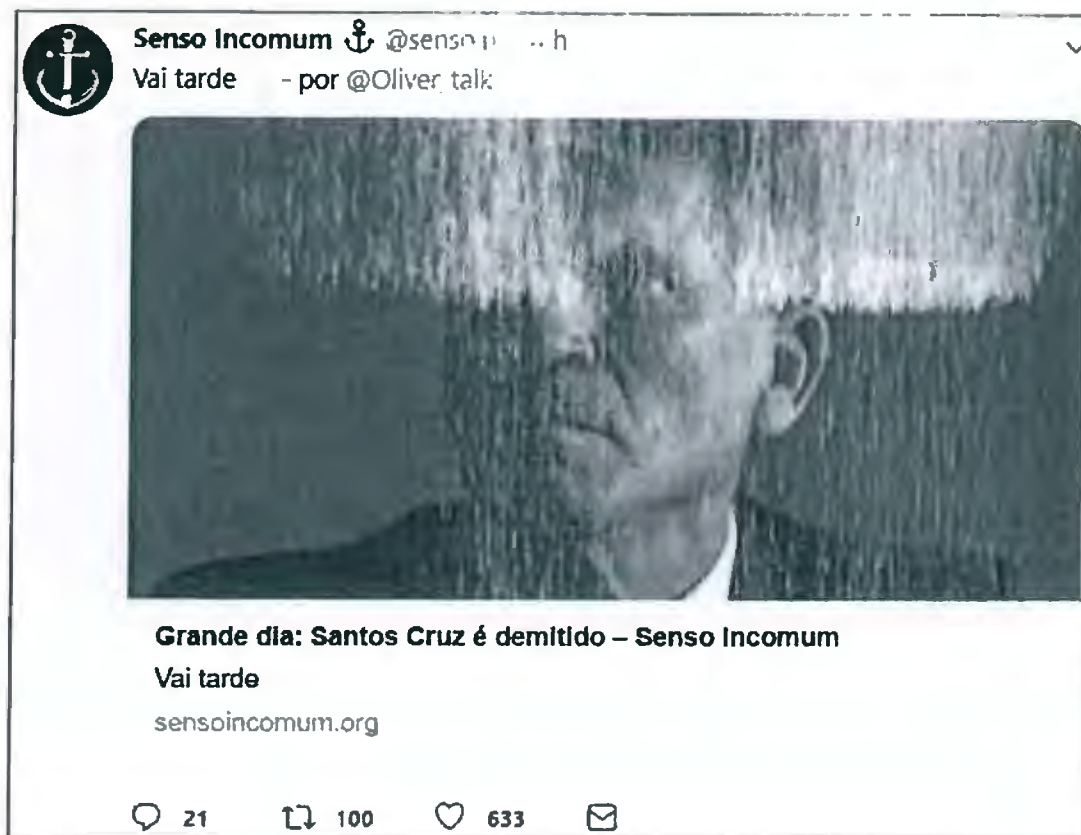 Senso Incomum ⚓ h
Vai tarde - por @Oliver_talk
Grande dia: Santos Cruz é demitido – Senso Incomum
Vai tarde
sensoincomum.org
21 100 633